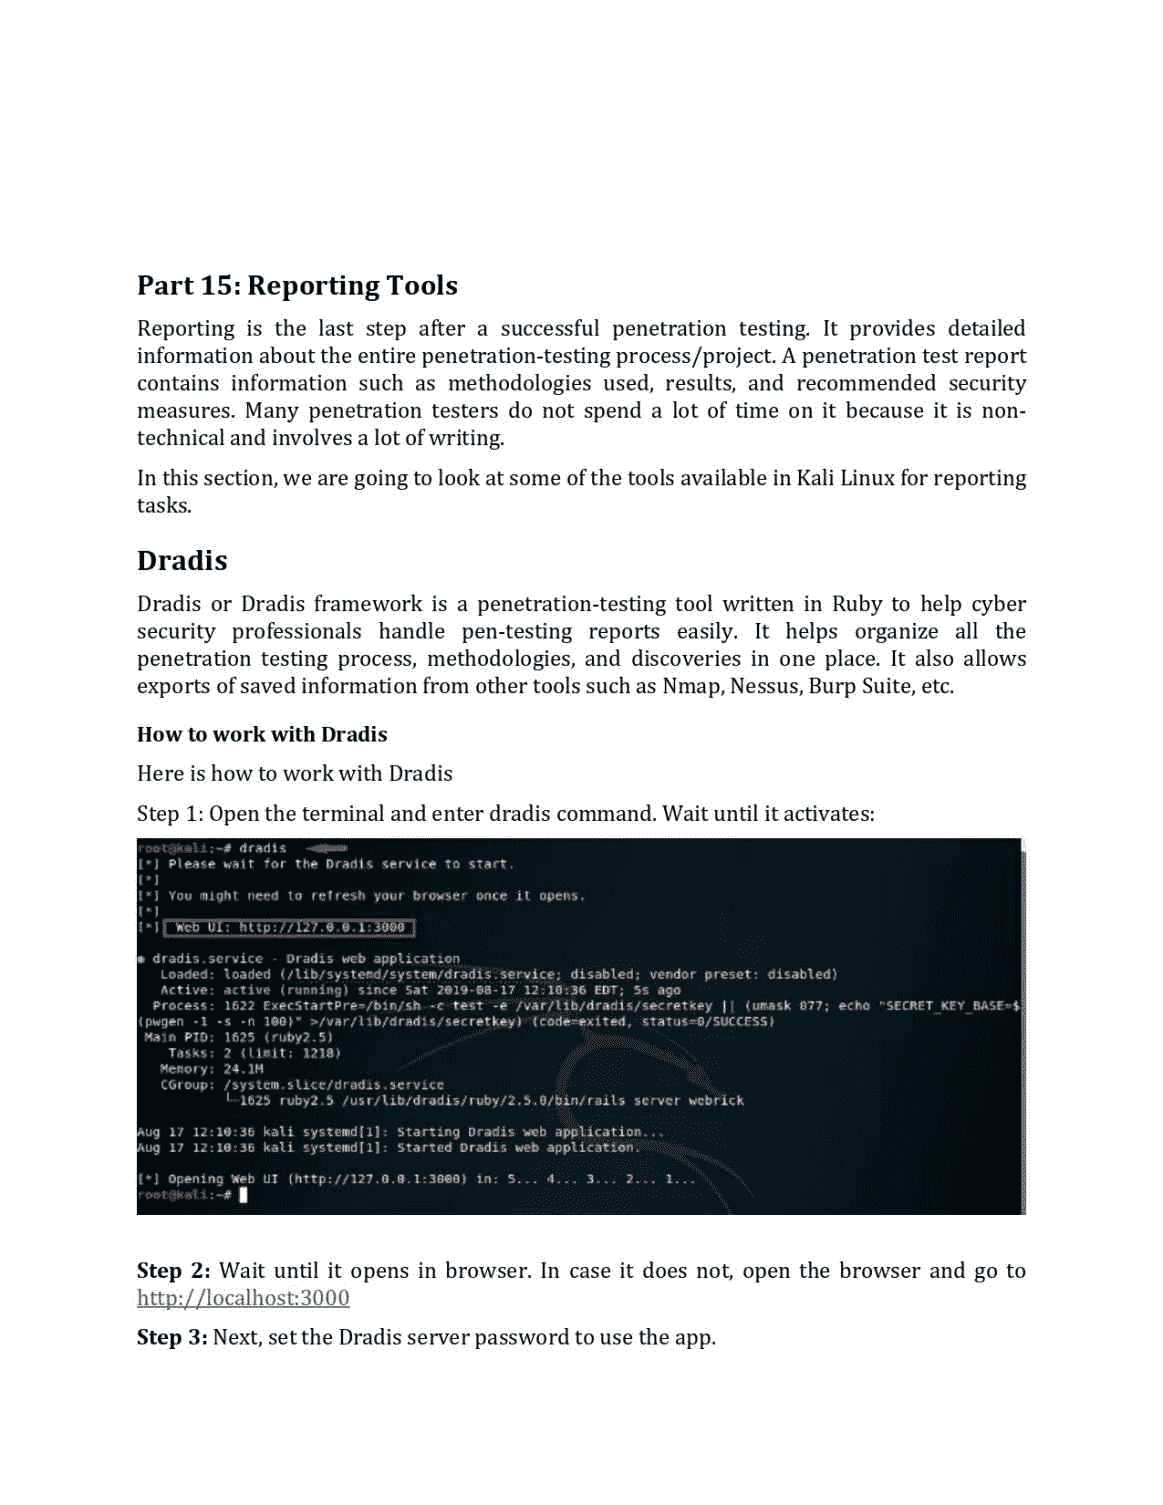 Part 15: Reporting Tools
Reporting is the last step after a successful penetration testing. It provides detailed
information about the entire penetration-testing process/project. A penetration test report
contains information such as methodologies used, results, and recommended security
measures. Many penetration testers do not spend a lot of time on it because it is non-
technical and involves a lot of writing.
In this section, we are going to look at some of the tools available in Kali Linux for reporting
tasks.
Dradis
Dradis or Dradis framework is a penetration-testing tool written in Ruby to help cyber
security professionals handle pen-testing reports easily. It helps organize all the
penetration testing process, methodologies, and discoveries in one place. It also allows
exports of saved information from other tools such as Nmap, Nessus, Burp Suite, etc.
How to work with Dradis
Here is how to work with Dradis
Step 1: Open the terminal and enter dradis command. Wait until it activates:
root@kali:~# dradis
[*] Please wait for the Dradis service to start.
[*]
[*] You might need to refresh your browser once it opens.
[*]
[*] Web UI: http://127.0.0.1:3000
● dradis.service - Dradis web application
Loaded: loaded (/lib/systemd/system/dradis.service; disabled; vendor preset: disabled)
Active: active (running) since Sat 2019-08-17 12:10:36 EDT; 5s ago
Process: 1622 ExecStartPre=/bin/sh -c test -e /var/lib/dradis/secretkey || (umask 077; echo "SECRET_KEY_BASE=$
(pwgen -1 -s -n 100)" >/var/lib/dradis/secretkey) (code=exited, status=0/SUCCESS)
Main PID: 1625 (ruby2.5)
Tasks: 2 (limit: 1218)
Memory: 24.1M
CGroup: /system.slice/dradis.service
└─1625 ruby2.5 /usr/lib/dradis/ruby/2.5.0/bin/rails server webrick
Aug 17 12:10:36 kali systemd[1]: Starting Dradis web application...
Aug 17 12:10:36 kali systemd[1]: Started Dradis web application.
[*] Opening Web UI (http://127.0.0.1:3000) in: 5... 4... 3... 2... 1...
root@kali:~#
Step 2: Wait until it opens in browser. In case it does not, open the browser and go to
http://localhost:3000
Step 3: Next, set the Dradis server password to use the app.